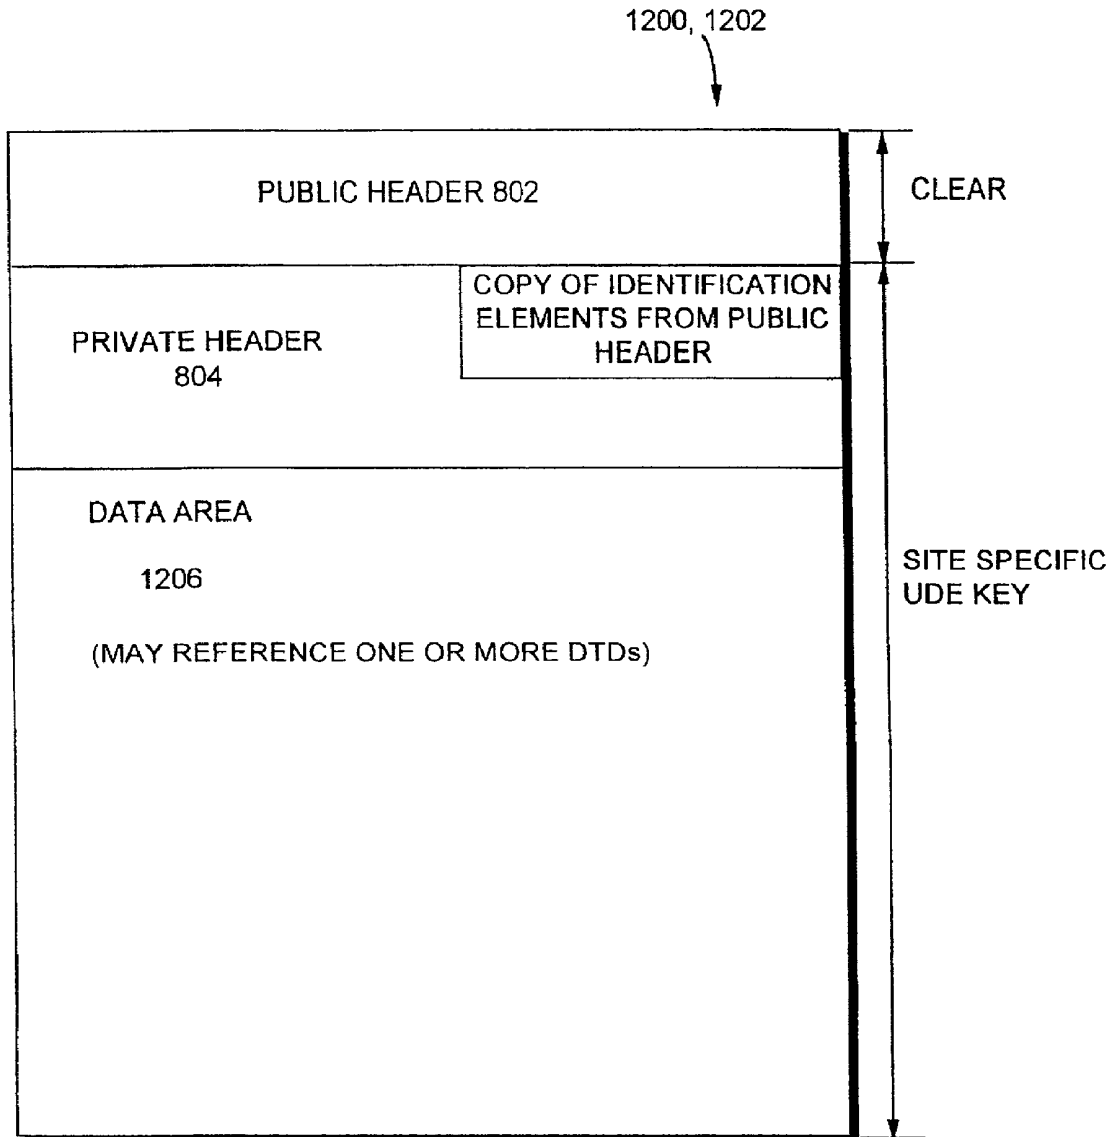 1200, 1202
PUBLIC HEADER 802
CLEAR
COPY OF IDENTIFICATION
ELEMENTS FROM PUBLIC
HEADER
PRIVATE HEADER
804
DATA AREA
1206
(MAY REFERENCE ONE OR MORE DTDs)
SITE SPECIFIC
UDE KEY